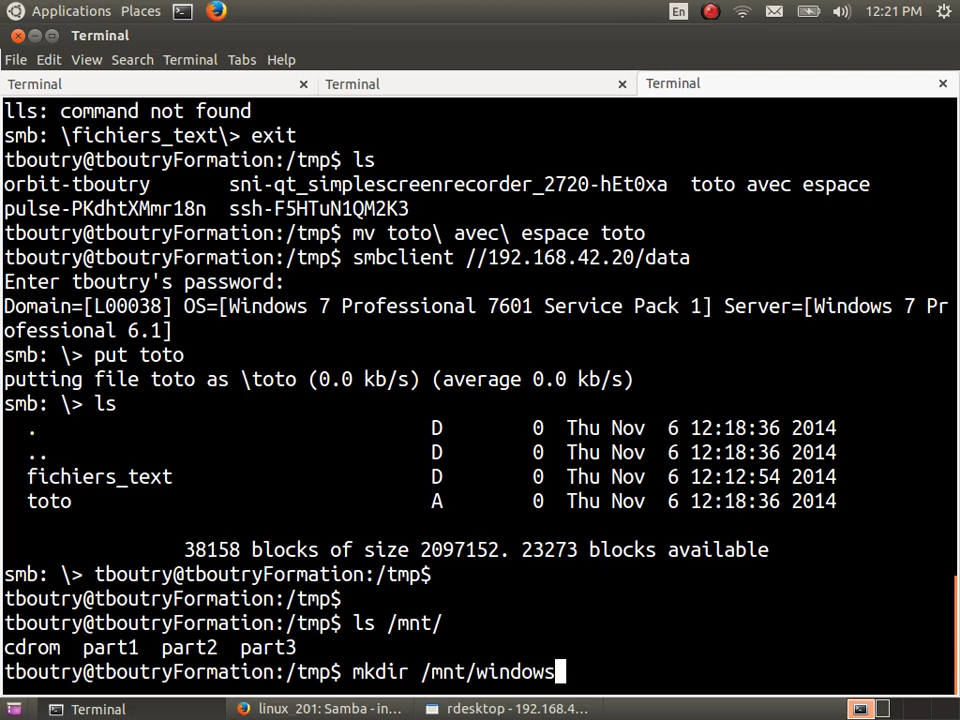 Applications Places En 12:21 PM
Terminal
File Edit View Search Terminal Tabs Help
Terminal Terminal Terminal
lls: command not found
smb: \fichiers_text\> exit
tboutry@tboutryFormation:/tmp$ ls
orbit-tboutry       sni-qt_simplescreenrecorder_2720-hEt0xa  toto avec espace
pulse-PKdhtXMmr18n  ssh-F5HTuN1QM2K3
tboutry@tboutryFormation:/tmp$ mv toto\ avec\ espace toto
tboutry@tboutryFormation:/tmp$ smbclient //192.168.42.20/data
Enter tboutry's password:
Domain=[L00038] OS=[Windows 7 Professional 7601 Service Pack 1] Server=[Windows 7 Pr
ofessional 6.1]
smb: \> put toto
putting file toto as \toto (0.0 kb/s) (average 0.0 kb/s)
smb: \> ls
  .                                   D        0  Thu Nov  6 12:18:36 2014
  ..                                  D        0  Thu Nov  6 12:18:36 2014
  fichiers_text                       D        0  Thu Nov  6 12:12:54 2014
  toto                                A        0  Thu Nov  6 12:18:36 2014
                38158 blocks of size 2097152. 23273 blocks available
smb: \> tboutry@tboutryFormation:/tmp$
tboutry@tboutryFormation:/tmp$
tboutry@tboutryFormation:/tmp$ ls /mnt/
cdrom  part1  part2  part3
tboutry@tboutryFormation:/tmp$ mkdir /mnt/windows
Terminal linux_201: Samba - in... rdesktop - 192.168.4...